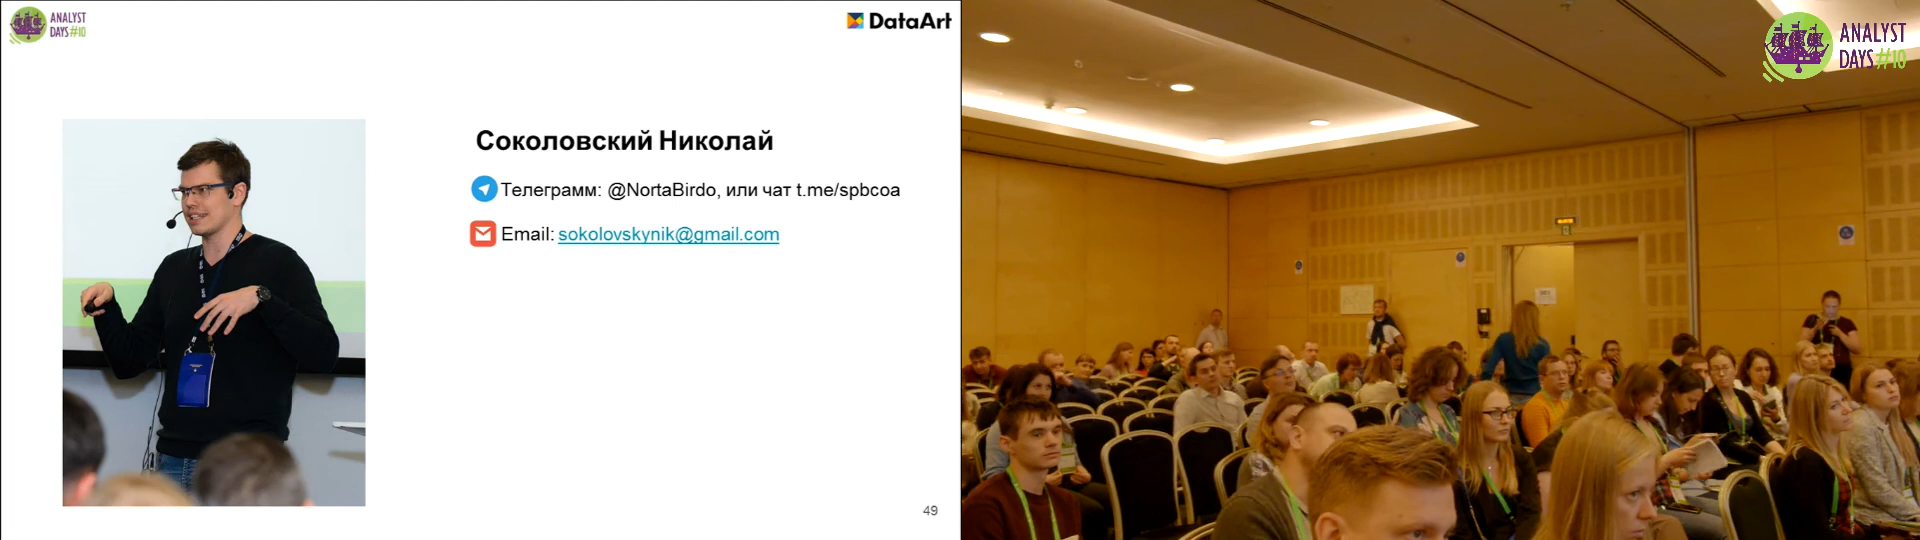 ANALYST
DAYS#10
DataArt
Соколовский Николай
Телеграмм: @NortaBirdo, или чат t.me/spbcoa
Email: sokolovskynik@gmail.com
49
ANALYST
DAYS#10